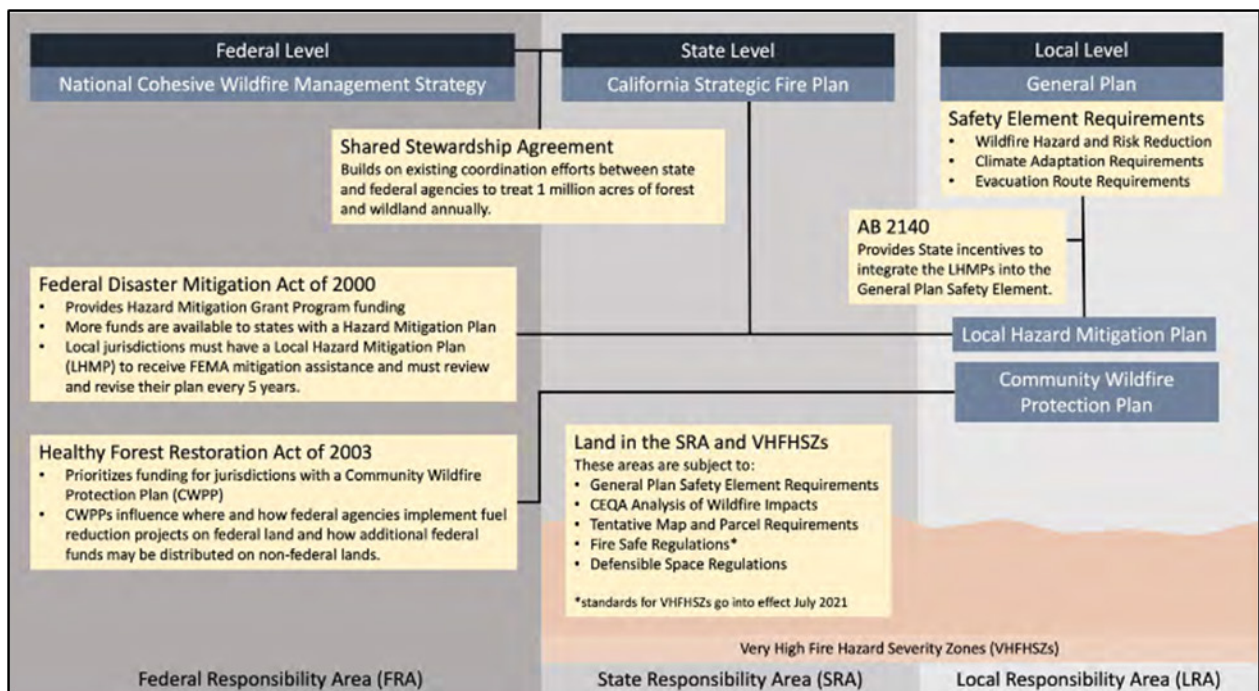 Federal Level
National Cohesive Wildfire Management Strategy
State Level
California Strategic Fire Plan
Local Level
General Plan
Safety Element Requirements
• Wildfire Hazard and Risk Reduction
• Climate Adaptation Requirements
• Evacuation Route Requirements
Shared Stewardship Agreement
Builds on existing coordination efforts between state
and federal agencies to treat 1 million acres of forest
and wildland annually.
AB 2140
Provides State incentives to
integrate the LHMPs into the
General Plan Safety Element.
Federal Disaster Mitigation Act of 2000
• Provides Hazard Mitigation Grant Program funding
• More funds are available to states with a Hazard Mitigation Plan
• Local jurisdictions must have a Local Hazard Mitigation Plan
(LHMP) to receive FEMA mitigation assistance and must review
and revise their plan every 5 years.
Local Hazard Mitigation Plan
Community Wildfire
Protection Plan
Healthy Forest Restoration Act of 2003
• Prioritizes funding for jurisdictions with a Community Wildfire
Protection Plan (CWPP)
• CWPPs influence where and how federal agencies implement fuel
reduction projects on federal land and how additional federal
funds may be distributed on non-federal lands.
Land in the SRA and VHFHSZs
These areas are subject to:
• General Plan Safety Element Requirements
• CEQA Analysis of Wildfire Impacts
• Tentative Map and Parcel Requirements
• Fire Safe Regulations*
• Defensible Space Regulations
*standards for VHFHSZs go into effect July 2021
Very High Fire Hazard Severity Zones (VHFHSZs)
Federal Responsibility Area (FRA)
State Responsibility Area (SRA)
Local Responsibility Area (LRA)